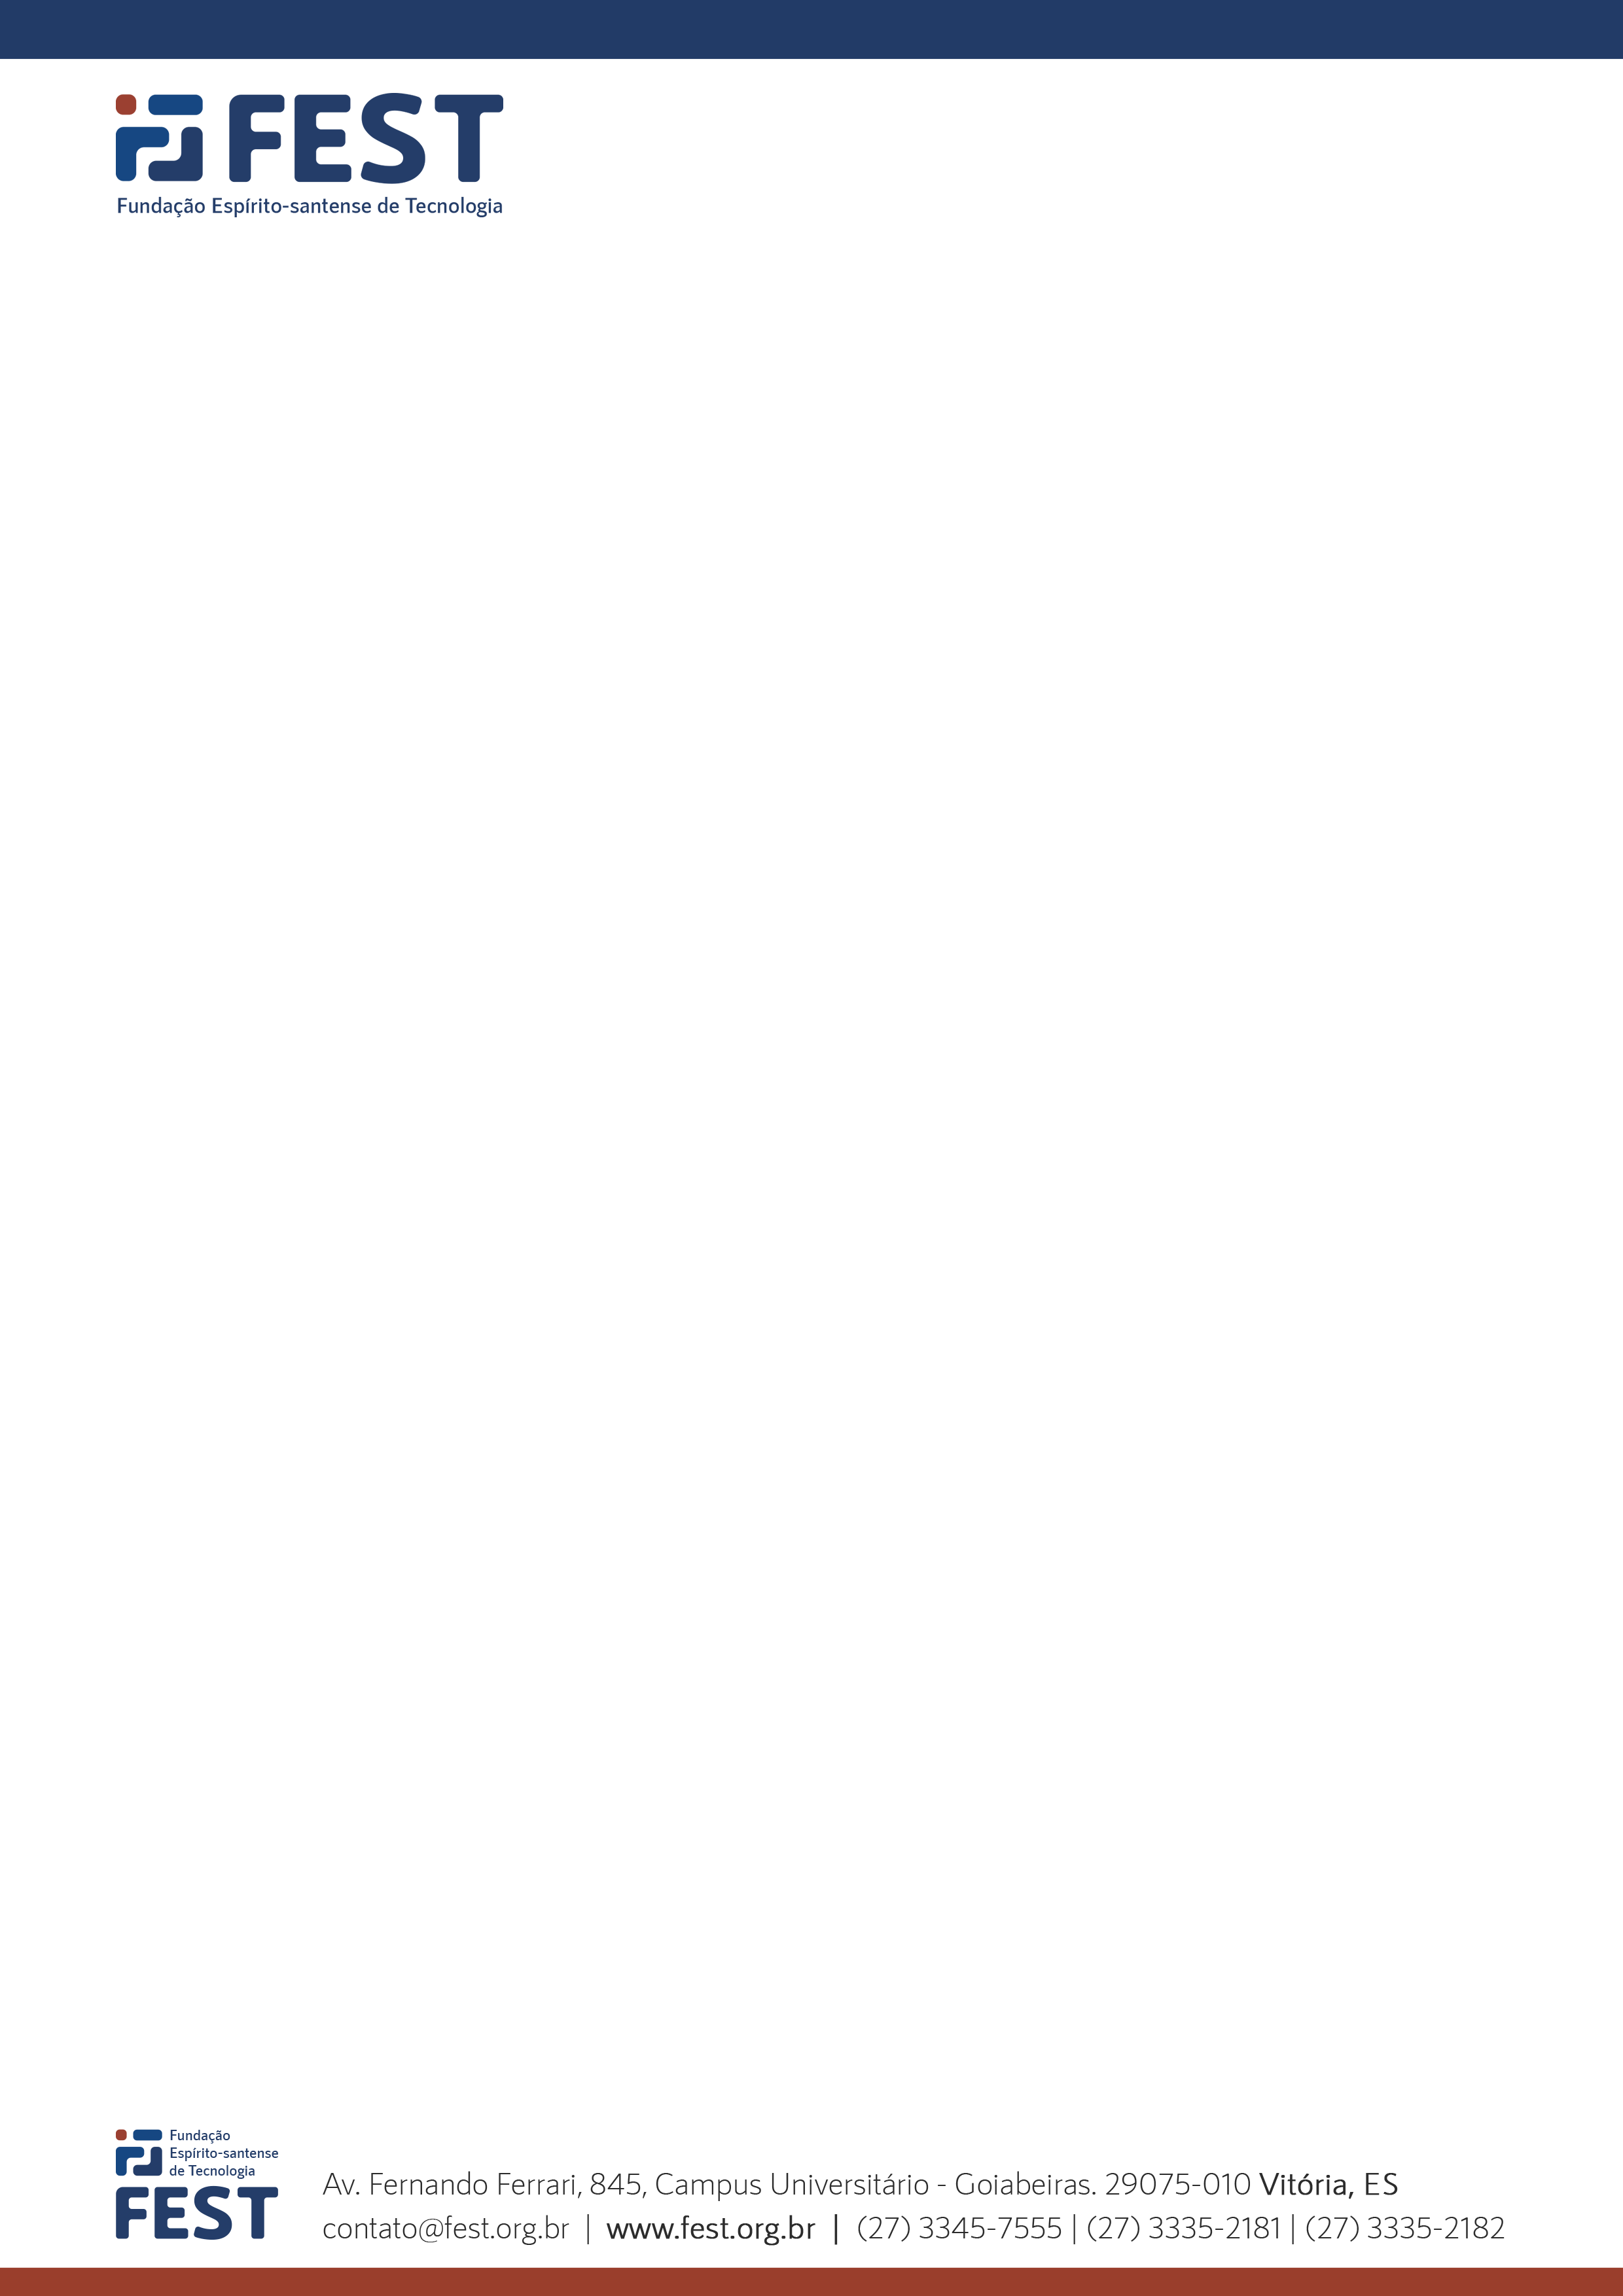 FEST
Fundação Espírito-santense de Tecnologia
Fundação
Espírito-santense
de Tecnologia
FEST
Av. Fernando Ferrari, 845, Campus Universitário - Goiabeiras. 29075-010 Vitória, ES
contato@fest.org.br | www.fest.org.br | (27) 3345-7555 | (27) 3335-2181 | (27) 3335-2182